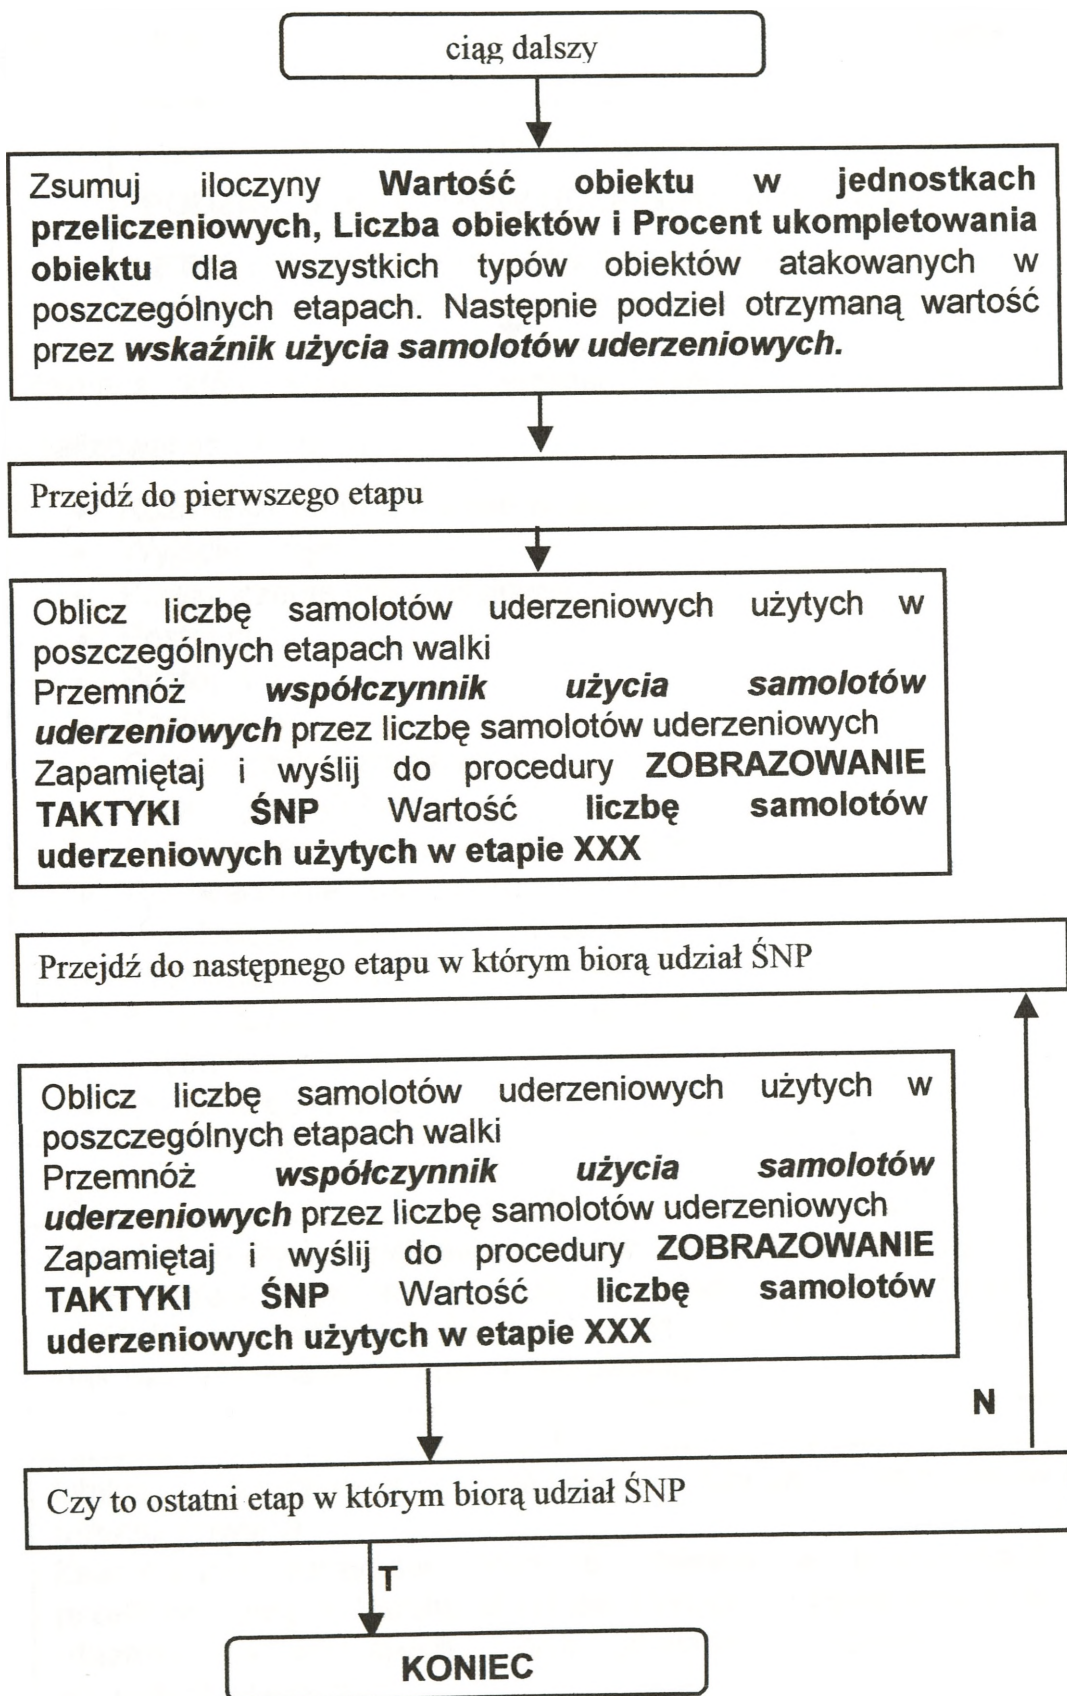 ciąg dalszy
Zsumuj iloczyny Wartość obiektu w jednostkach
przeliczeniowych, Liczba obiektów i Procent ukompletowania
obiektu dla wszystkich typów obiektów atakowanych w
poszczególnych etapach. Następnie podziel otrzymaną wartość
przez wskaźnik użycia samolotów uderzeniowych.
Przejdź do pierwszego etapu
Oblicz liczbę samolotów uderzeniowych użytych w
poszczególnych etapach walki
Przemnóż współczynnik użycia samolotów
uderzeniowych przez liczbę samolotów uderzeniowych
Zapamiętaj i wyślij do procedury ZOBRAZOWANIE
TAKTYKI ŚNP Wartość liczbę samolotów
uderzeniowych użytych w etapie XXX
Przejdź do następnego etapu w którym biorą udział ŚNP
Oblicz liczbę samolotów uderzeniowych użytych w
poszczególnych etapach walki
Przemnóż współczynnik użycia samolotów
uderzeniowych przez liczbę samolotów uderzeniowych
Zapamiętaj i wyślij do procedury ZOBRAZOWANIE
TAKTYKI ŚNP Wartość liczbę samolotów
uderzeniowych użytych w etapie XXX
N
Czy to ostatni etap w którym biorą udział ŚNP
T
KONIEC